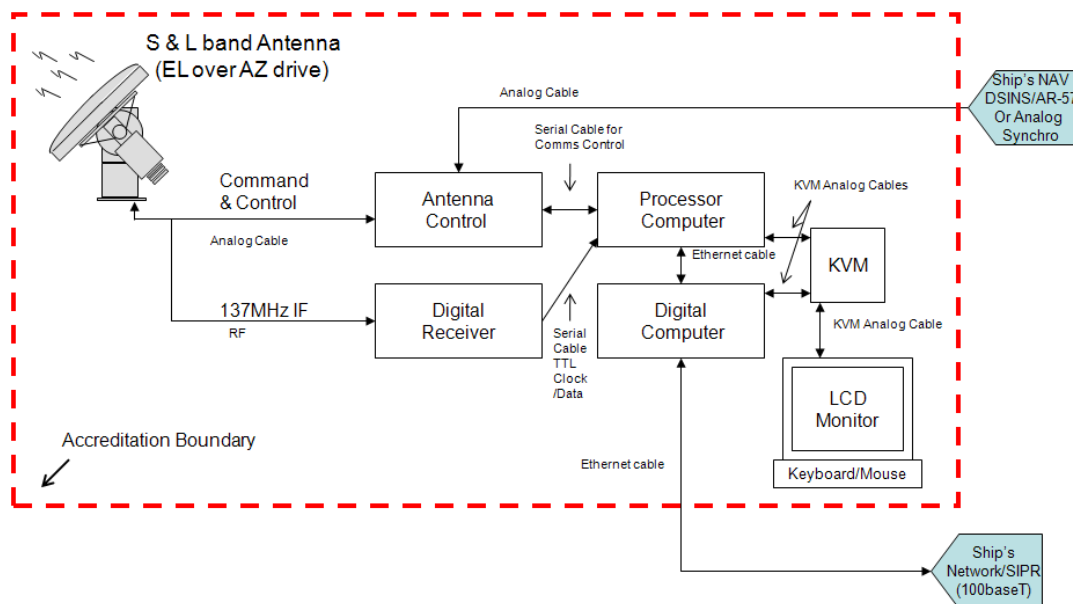 S & L band Antenna
(EL over AZ drive)
Ship's NAV
DSINS/AR-57
Or Analog
Synchro
Analog Cable
Serial Cable for
Comms Control
Command
& Control
Analog Cable
Antenna
Control
Processor
Computer
KVM Analog Cables
Ethernet cable
KVM
137MHz IF
RF
Digital
Receiver
Serial
Cable
TTL
Clock
/Data
Digital
Computer
KVM Analog Cable
LCD
Monitor
Keyboard/Mouse
Accreditation Boundary
Ethernet cable
Ship's
Network/SIPR
(100baseT)